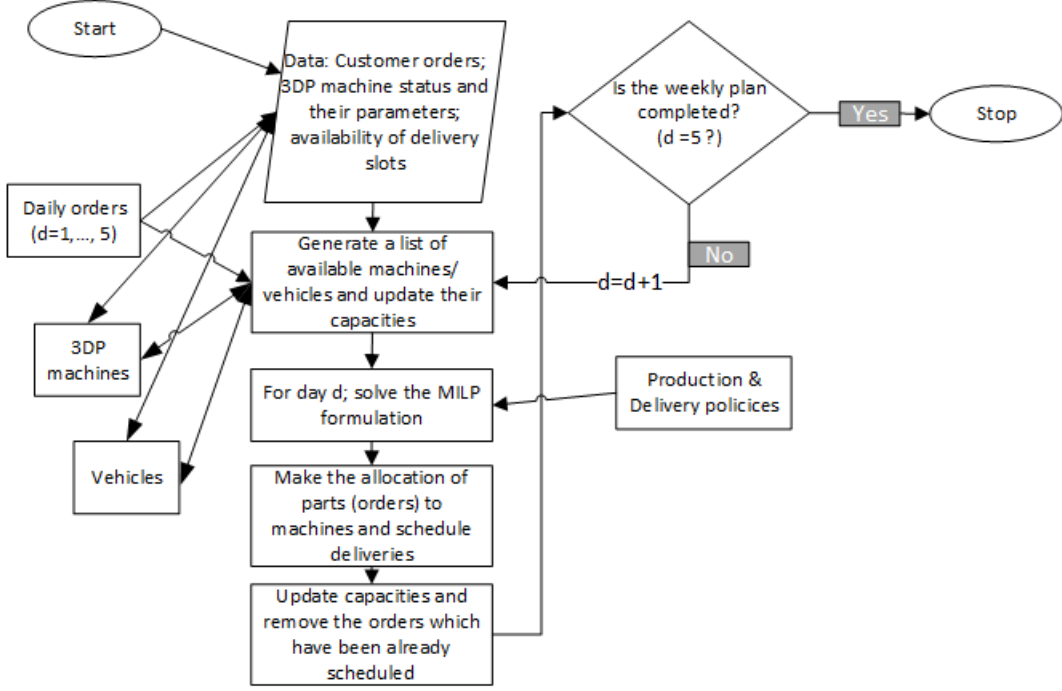 Start
Data: Customer orders;
3DP machine status and
their parameters;
availability of delivery
slots
Is the weekly plan
completed?
(d =5 ?)
Yes
Stop
Daily orders
(d=1,..., 5)
Generate a list of
available machines/
vehicles and update their
capacities
No
d=d+1
3DP
machines
For day d; solve the MILP
formulation
Production &
Delivery policices
Vehicles
Make the allocation of
parts (orders) to
machines and schedule
deliveries
Update capacities and
remove the orders which
have been already
scheduled